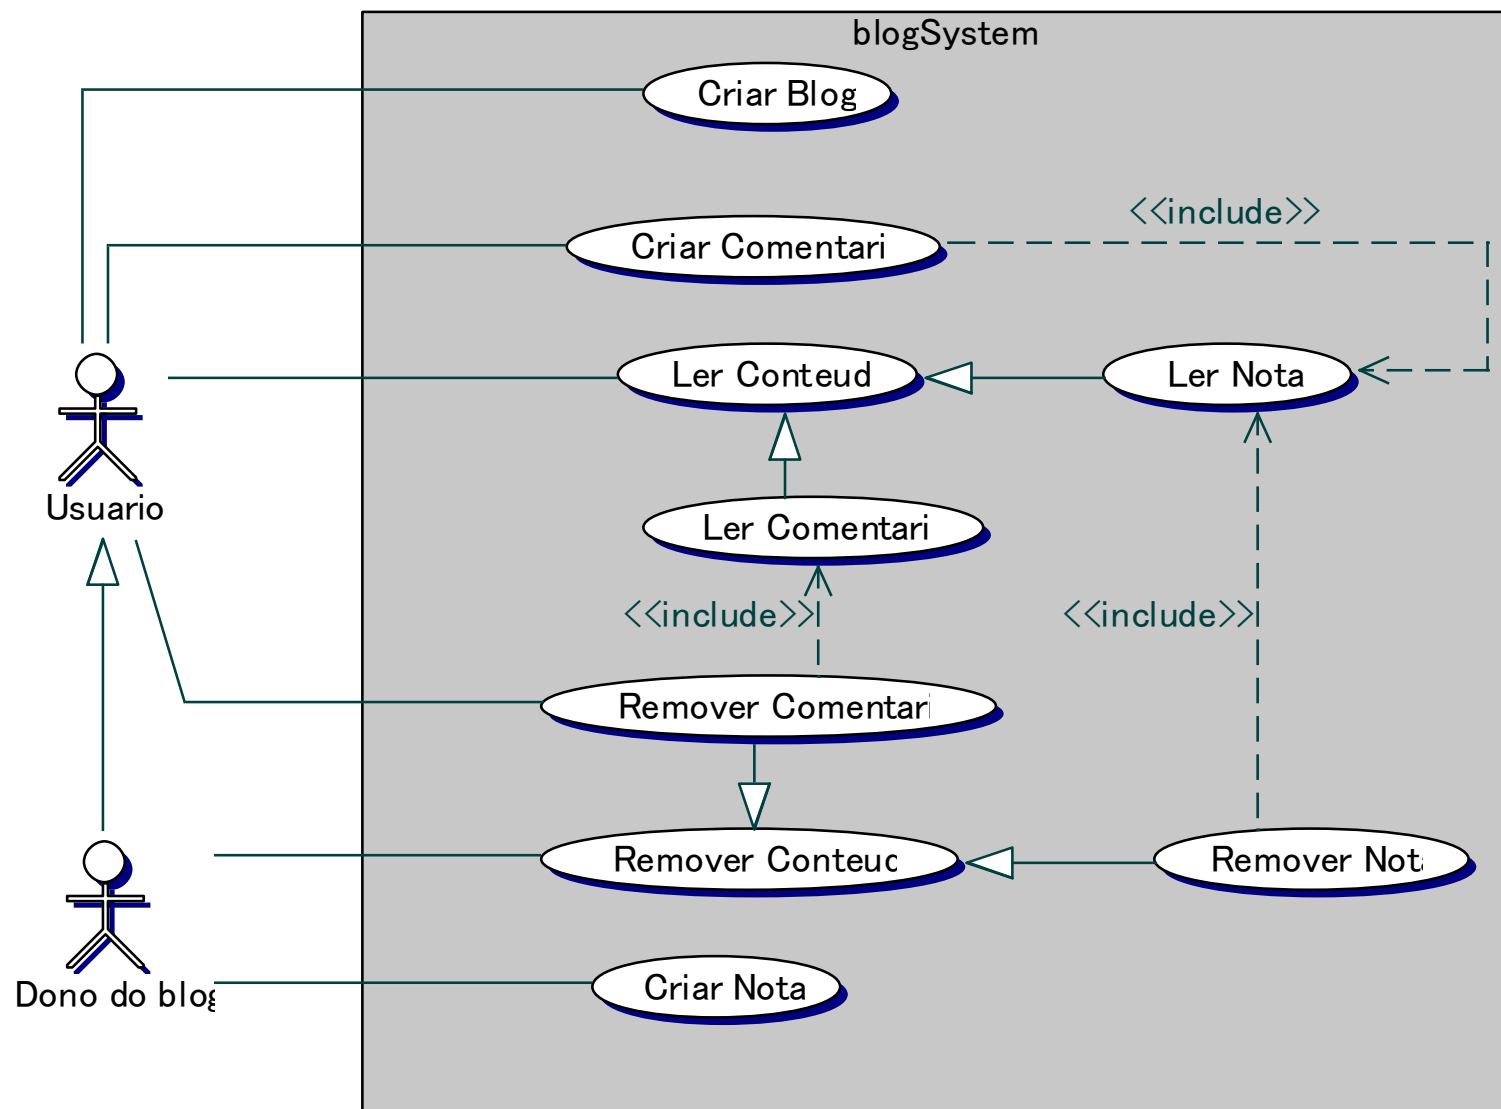 blogSystem
Criar Blog
<<include>>
Criar Comentari
Ler Conteud
Ler Nota
Usuario
Ler Comentari
<<include>>
<<include>>
Remover Comentari
Remover Conteud
Remover Nota
Criar Nota
Dono do blog